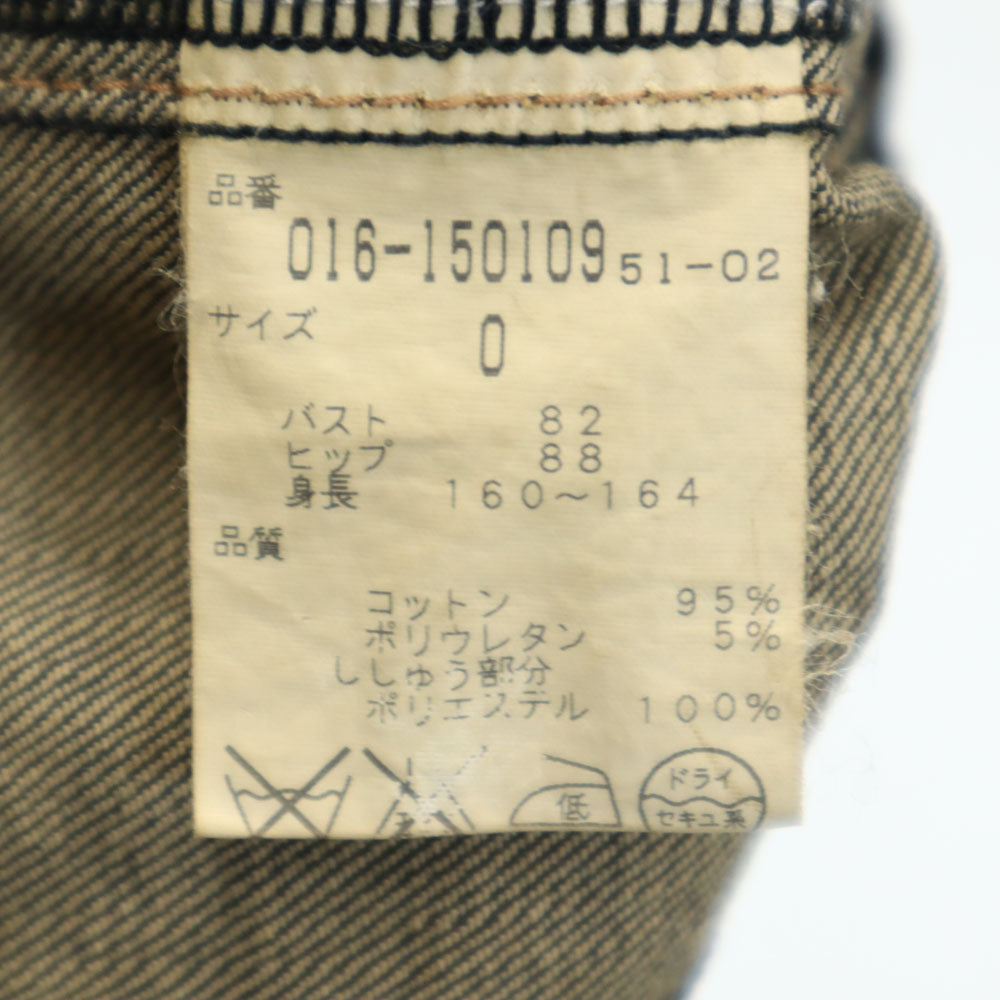 品番
016-150109 51-02
サイズ
0
バスト 82
ヒップ 88
身長 160～164
品質
コットン 95%
ポリウレタン 5%
ししゅう部分
ポリエステル 100%
低
ドライ
セキユ系